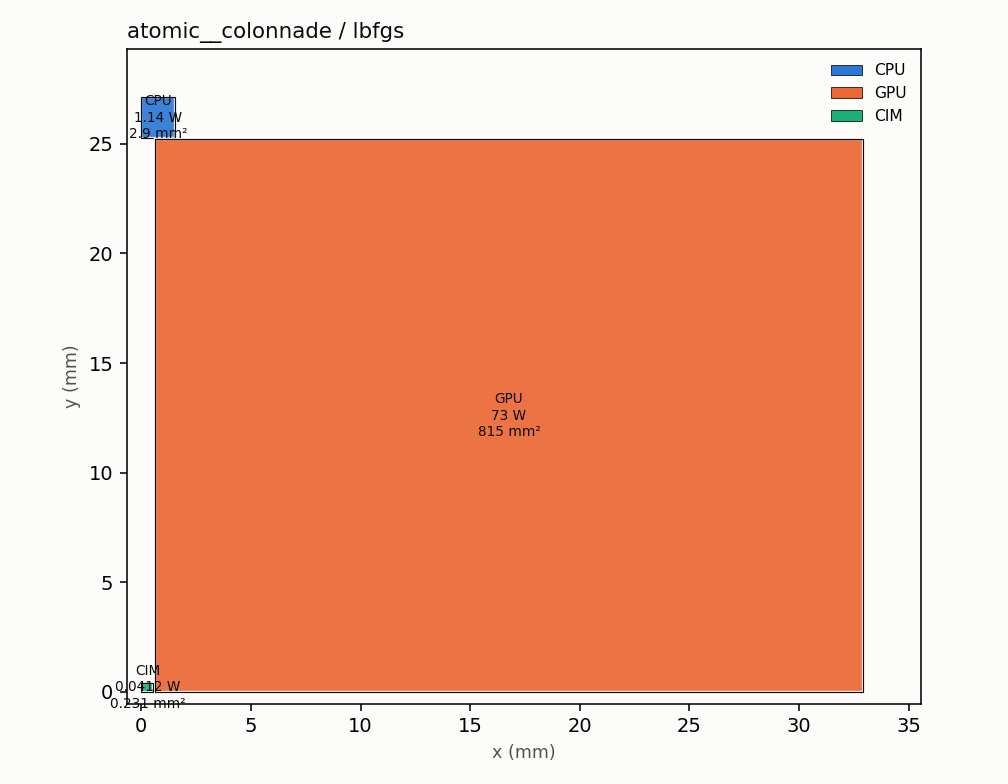 atomic__colonnade / lbfgs
CPU
GPU
CIM
CPU
1.14 W
2.9 mm²
GPU
73 W
815 mm²
CIM
0.0412 W
0.231 mm²
25
20
15
10
5
0
y (mm)
0 5 10 15 20 25 30 35
x (mm)